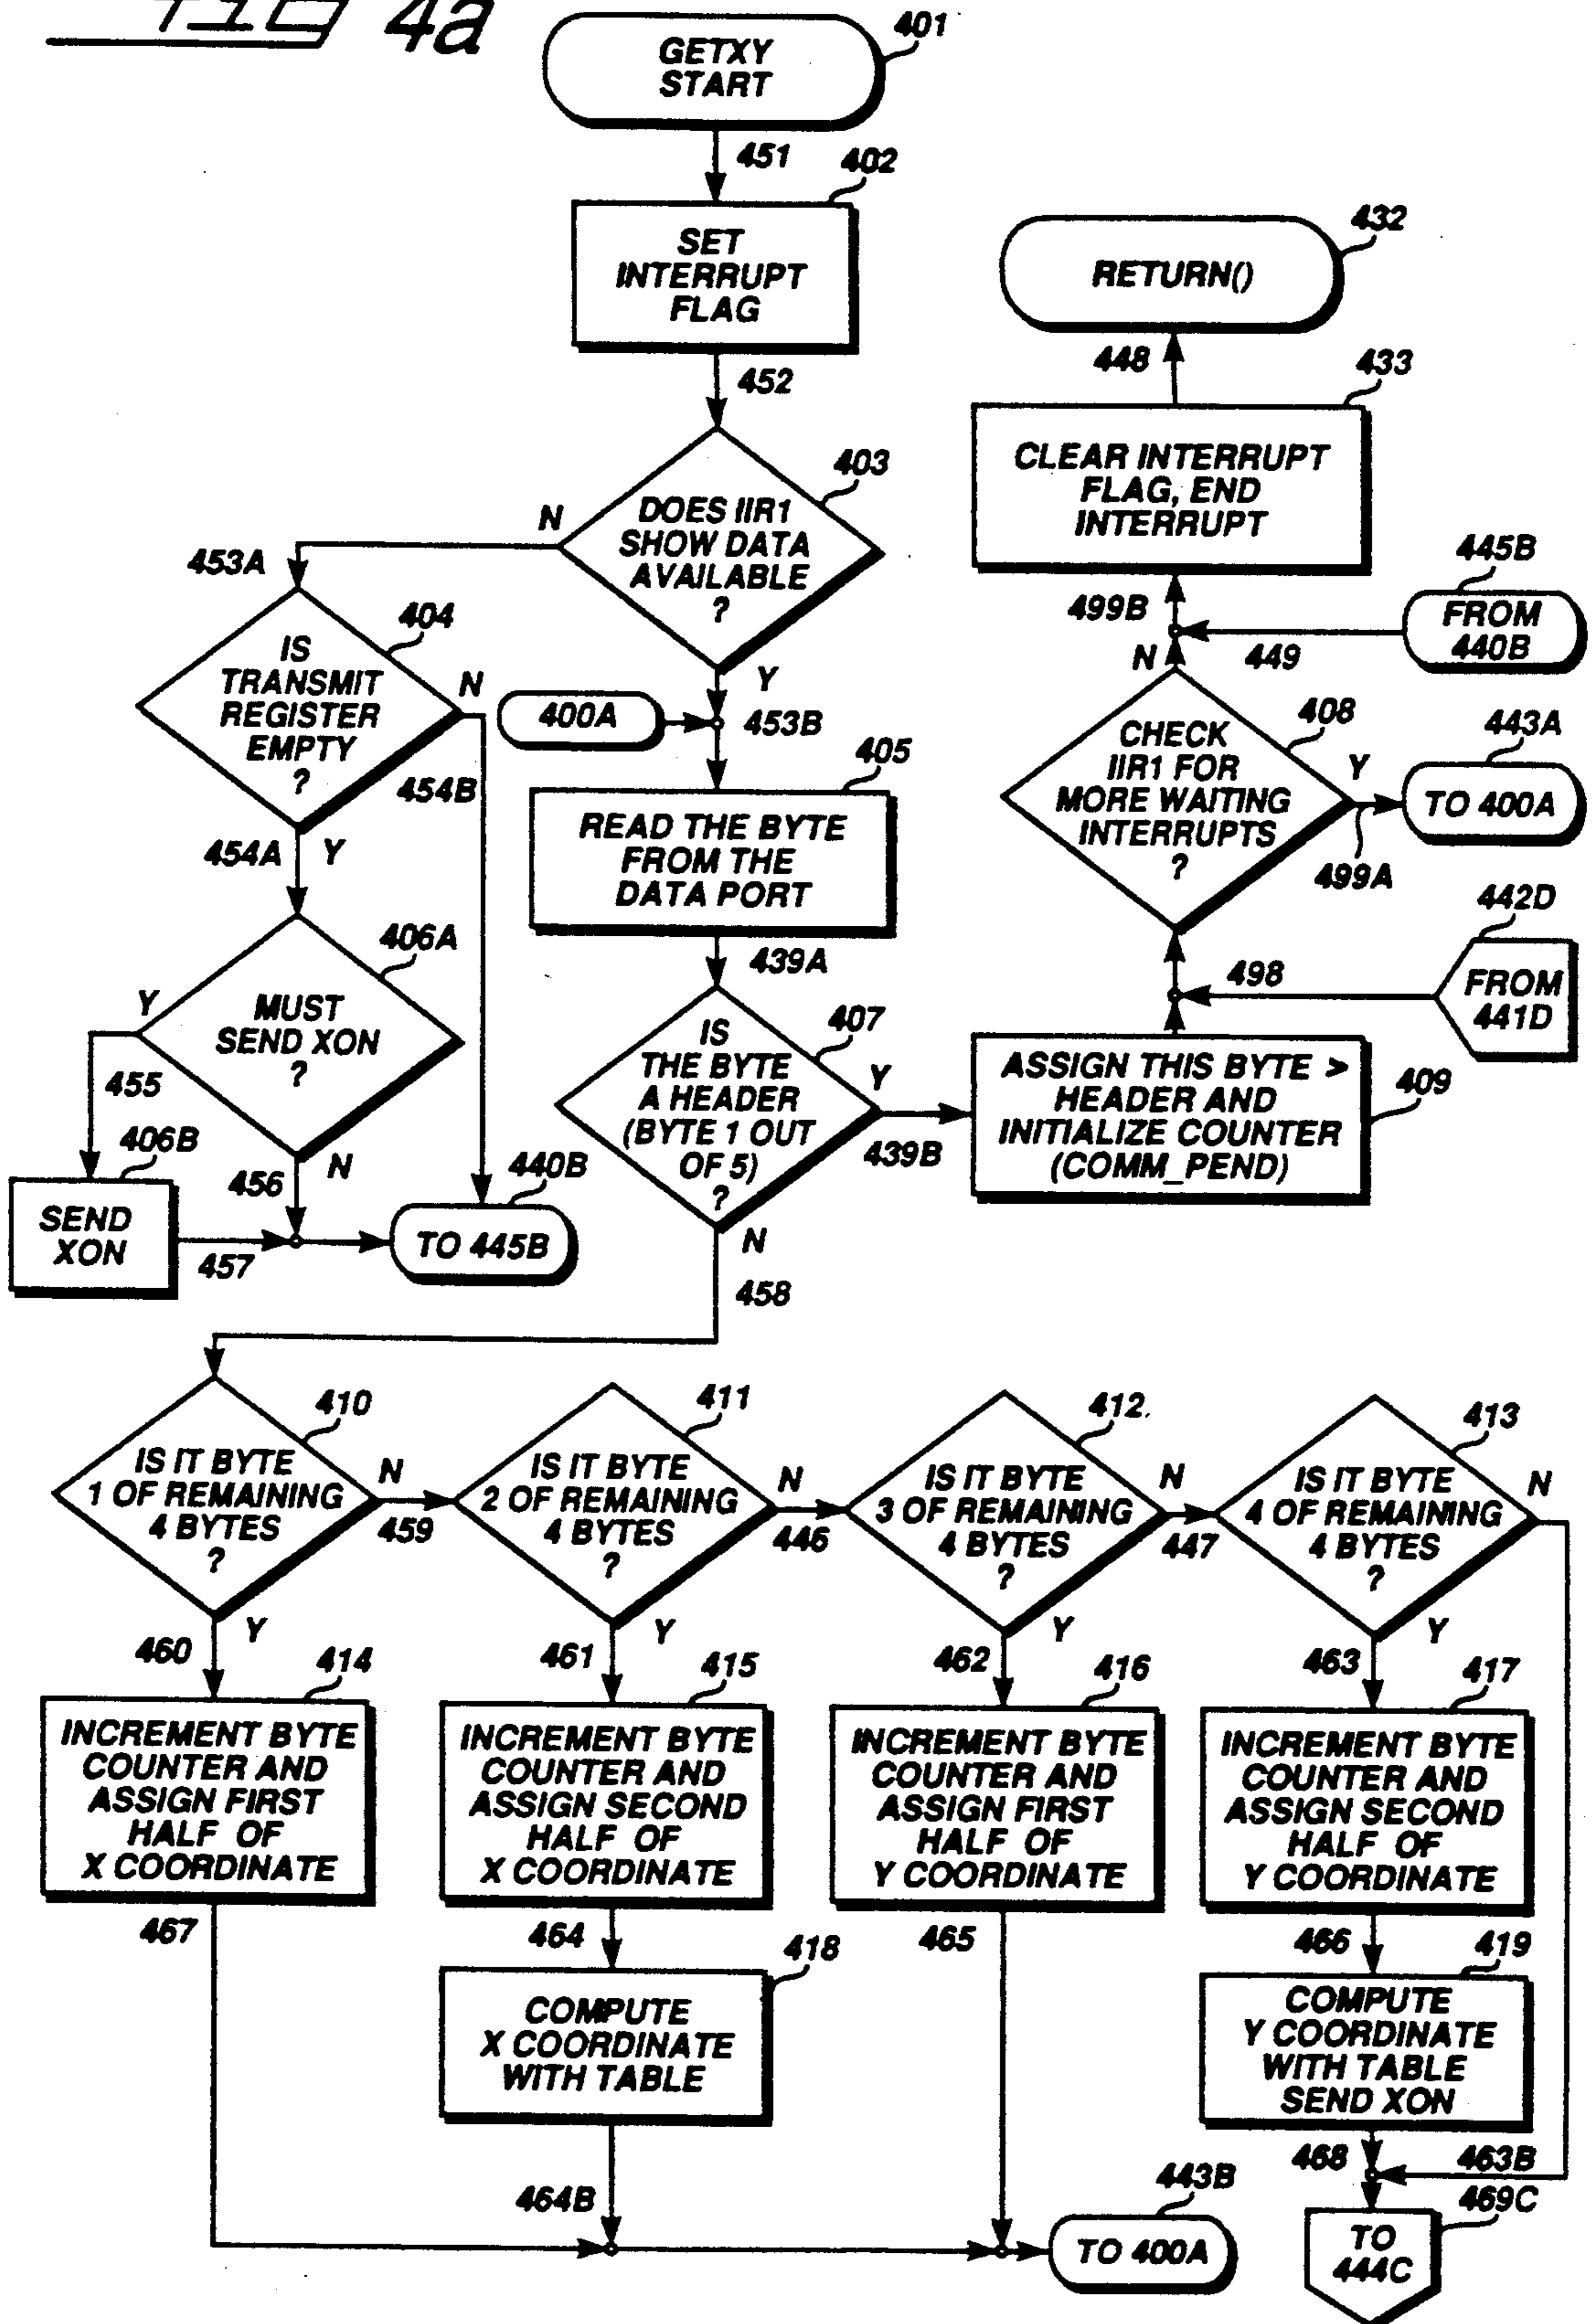 FIG 4a
GETXY
START
401
451
402
SET
INTERRUPT
FLAG
452
403
DOES IIR1
SHOW DATA
AVAILABLE
?
N
Y
453A
404
IS
TRANSMIT
REGISTER
EMPTY
?
N
454B
454A
Y
400A
453B
405
READ THE BYTE
FROM THE
DATA PORT
439A
406A
MUST
SEND XON
?
Y
455
406B
SEND
XON
456
N
457
440B
TO 445B
407
IS
THE BYTE
A HEADER
(BYTE 1 OUT
OF 5)
?
Y
439B
N
458
432
RETURN()
448
433
CLEAR INTERRUPT
FLAG, END
INTERRUPT
499B
445B
FROM
440B
449
N
408
CHECK
IIR1 FOR
MORE WAITING
INTERRUPTS
?
Y
443A
TO 400A
499A
442D
FROM
441D
498
ASSIGN THIS BYTE >
HEADER AND
INITIALIZE COUNTER
(COMM_PEND)
409
410
IS IT BYTE
1 OF REMAINING
4 BYTES
?
N
459
Y
460
411
IS IT BYTE
2 OF REMAINING
4 BYTES
?
N
446
Y
461
412
IS IT BYTE
3 OF REMAINING
4 BYTES
?
N
447
Y
462
413
IS IT BYTE
4 OF REMAINING
4 BYTES
?
N
Y
463
414
INCREMENT BYTE
COUNTER AND
ASSIGN FIRST
HALF OF
X COORDINATE
467
415
INCREMENT BYTE
COUNTER AND
ASSIGN SECOND
HALF OF
X COORDINATE
464
418
COMPUTE
X COORDINATE
WITH TABLE
464B
416
INCREMENT BYTE
COUNTER AND
ASSIGN FIRST
HALF OF
Y COORDINATE
465
417
INCREMENT BYTE
COUNTER AND
ASSIGN SECOND
HALF OF
Y COORDINATE
466
419
COMPUTE
Y COORDINATE
WITH TABLE
SEND XON
468
463B
443B
TO 400A
469C
TO
444C